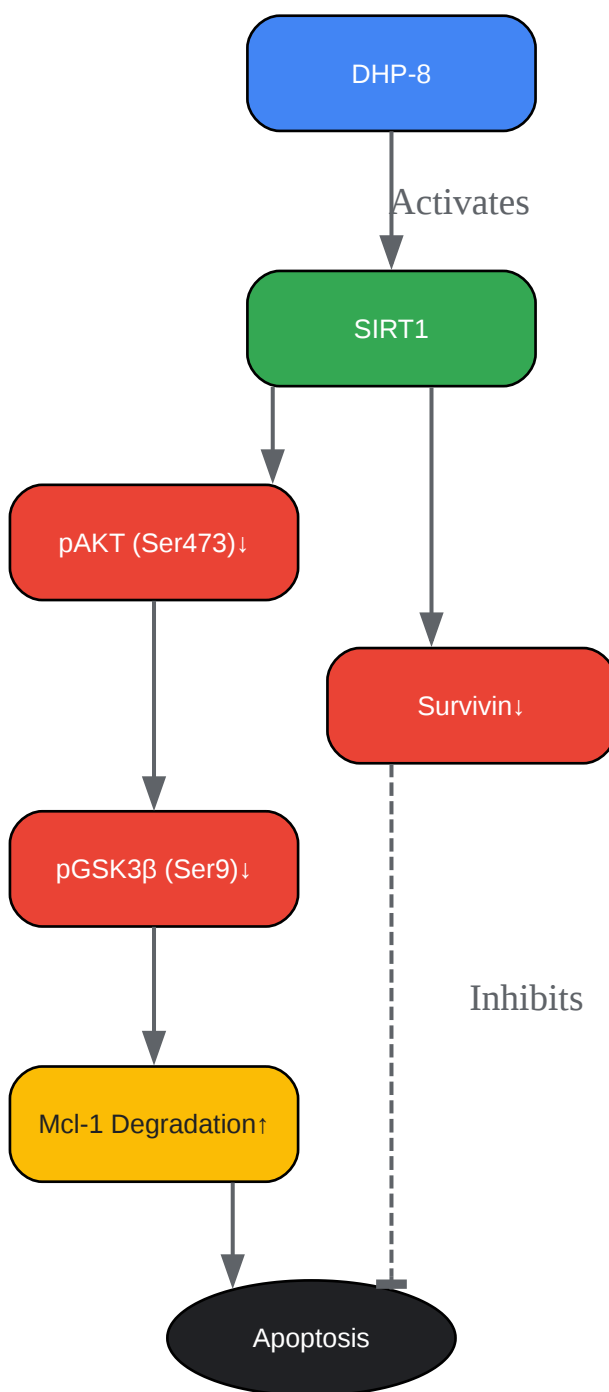 DHP-8
Activates
SIRT1
pAKT (Ser473)↓
Survivin↓
pGSK3β (Ser9)↓
Inhibits
Mcl-1 Degradation↑
Apoptosis